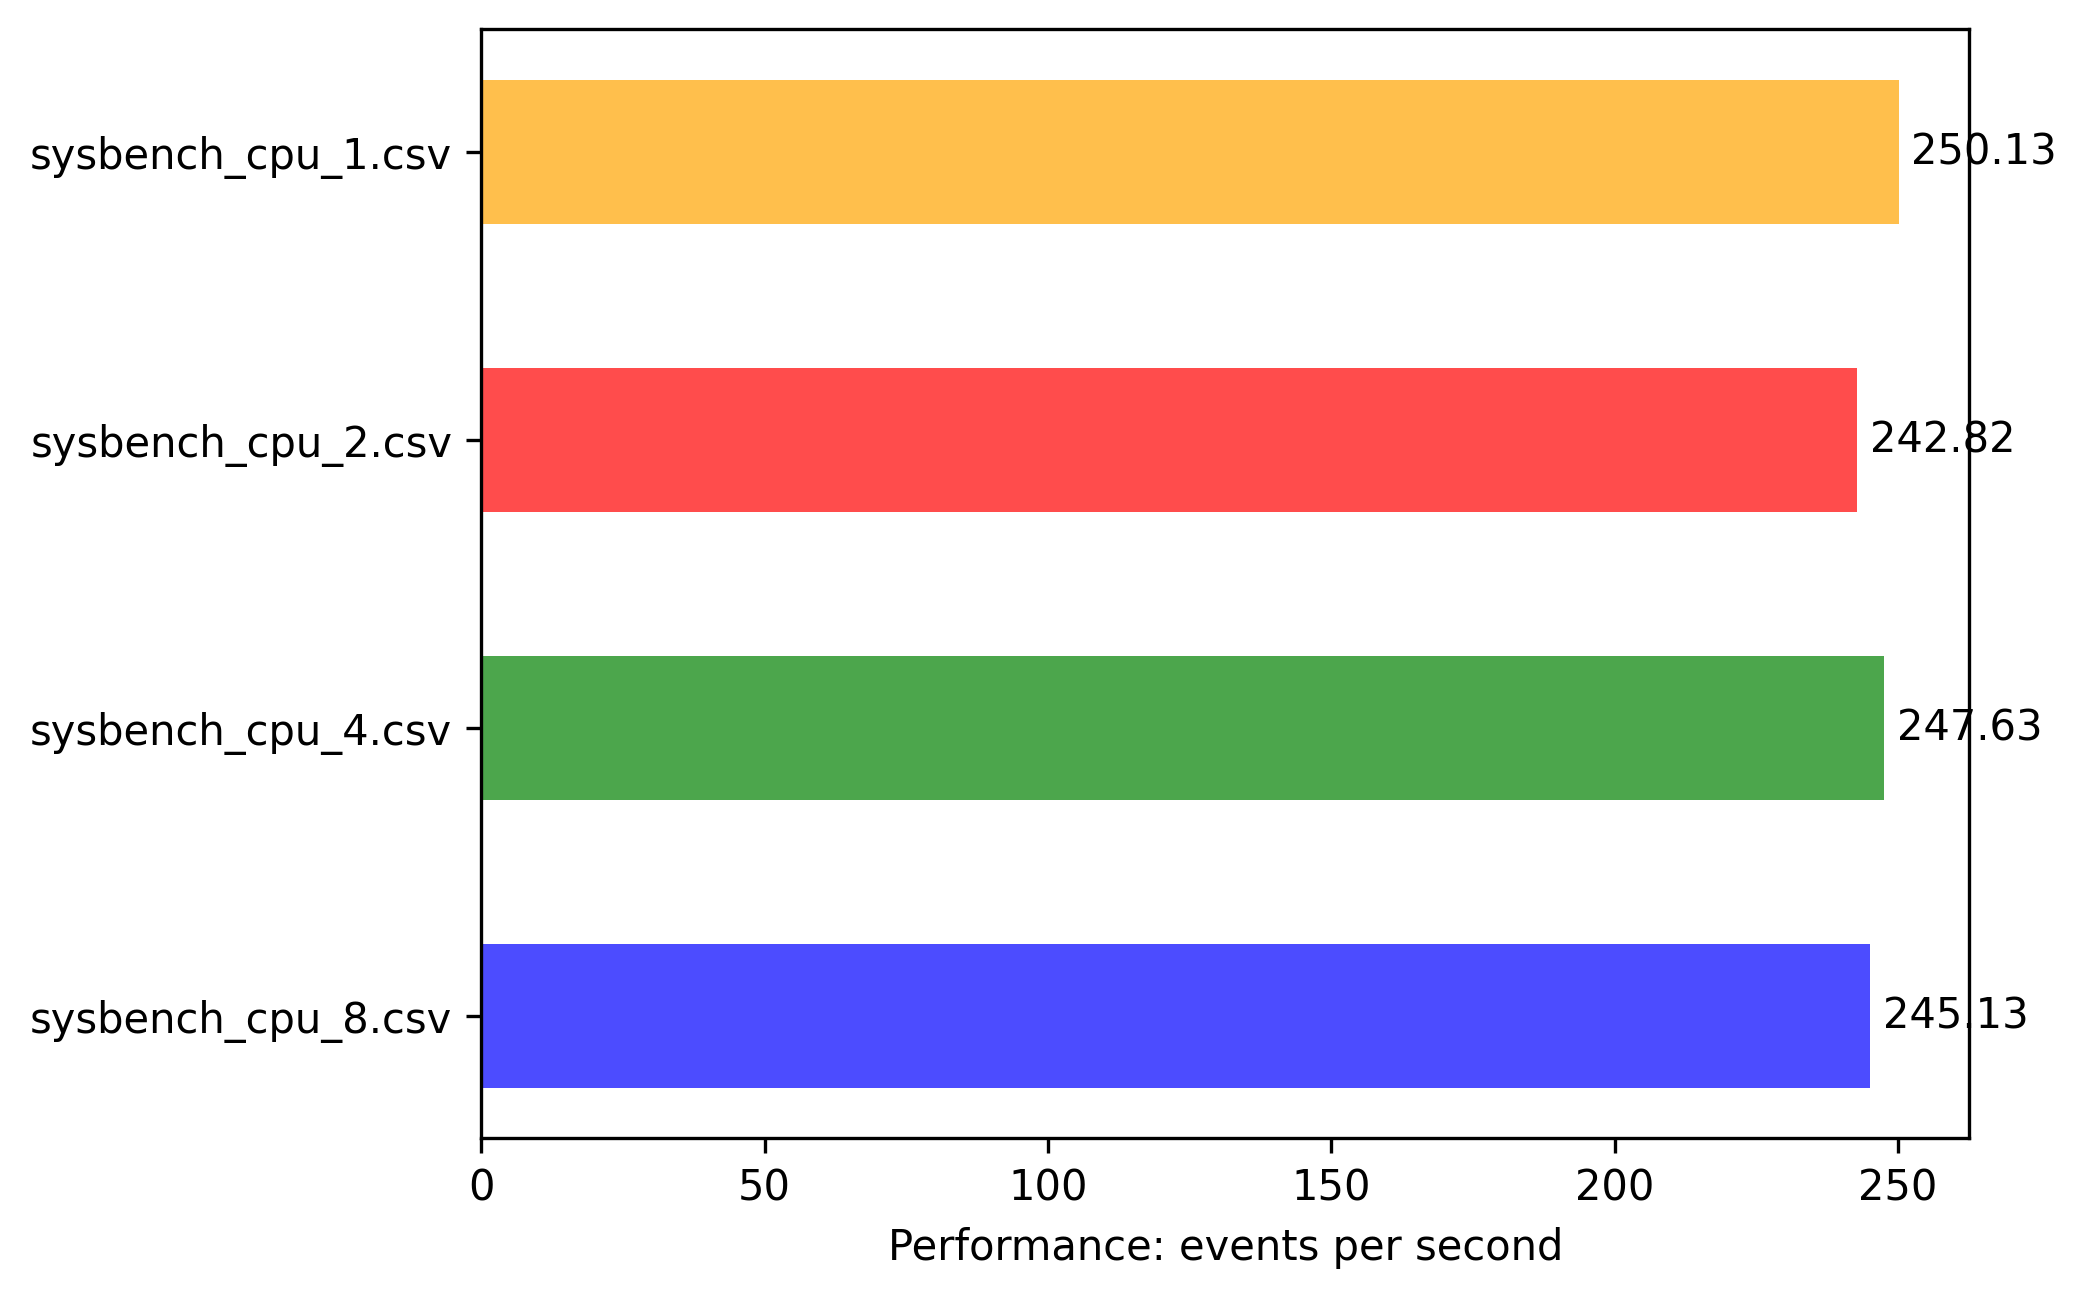 sysbench_cpu_1.csv
250.13
sysbench_cpu_2.csv
242.82
sysbench_cpu_4.csv
247.63
sysbench_cpu_8.csv
245.13
0 50 100 150 200 250
Performance: events per second